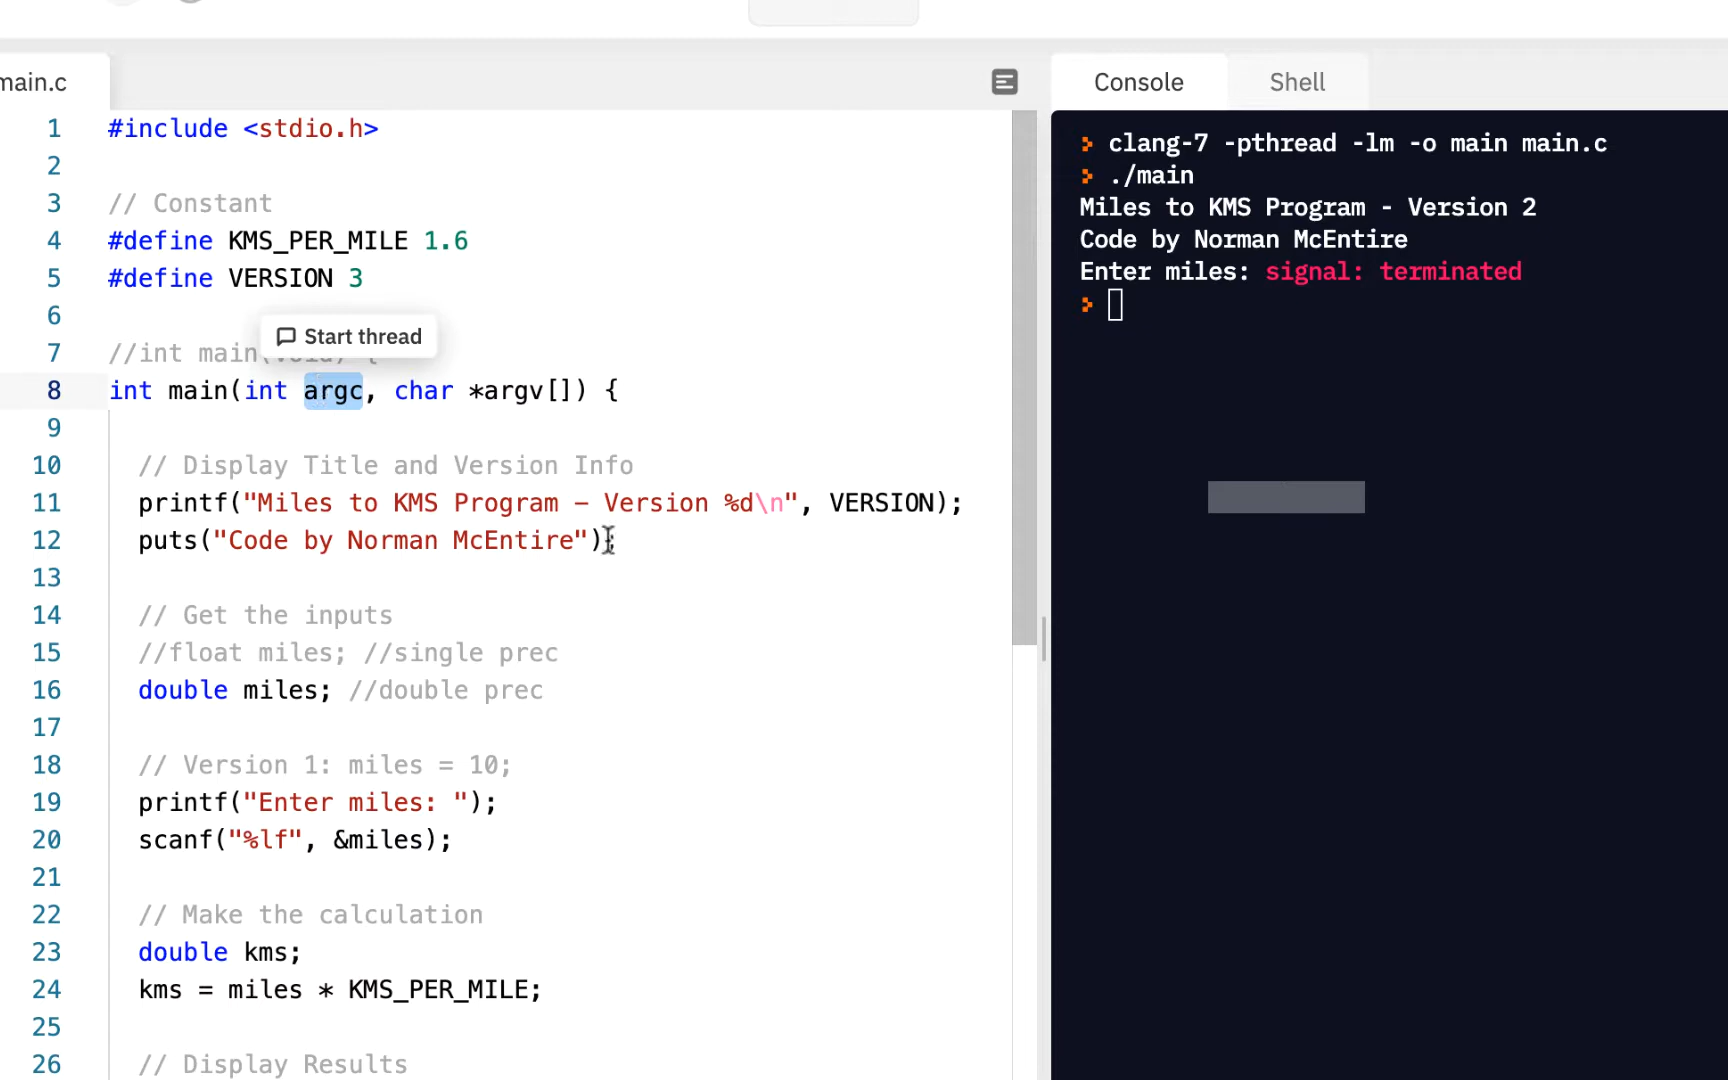 main.c
1 #include <stdio.h>
2
3 // Constant
4 #define KMS_PER_MILE 1.6
5 #define VERSION 3
6
Start thread
7 //int main(void) {
8 int main(int argc, char *argv[]) {
9
10 // Display Title and Version Info
11 printf("Miles to KMS Program – Version %d\n", VERSION);
12 puts("Code by Norman McEntire");
13
14 // Get the inputs
15 //float miles; //single prec
16 double miles; //double prec
17
18 // Version 1: miles = 10;
19 printf("Enter miles: ");
20 scanf("%lf", &miles);
21
22 // Make the calculation
23 double kms;
24 kms = miles * KMS_PER_MILE;
25
26 // Display Results
Console Shell
> clang-7 -pthread -lm -o main main.c
> ./main
Miles to KMS Program - Version 2
Code by Norman McEntire
Enter miles: signal: terminated
>